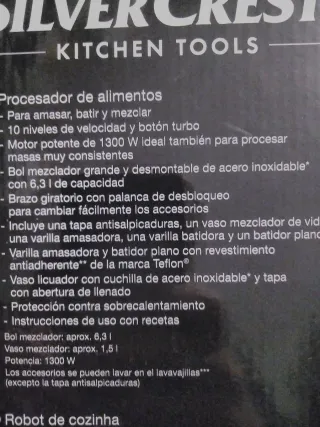 SILVERCREST
KITCHEN TOOLS
Procesador de alimentos
- Para amasar, batir y mezclar
- 10 niveles de velocidad y botón turbo
- Motor potente de 1300 W ideal también para procesar
masas muy consistentes
- Bol mezclador grande y desmontable de acero inoxidable*
con 6,3 l de capacidad
- Brazo giratorio con palanca de desbloqueo
para cambiar fácilmente los accesorios
- Incluye una tapa antisalpicaduras, un vaso mezclador de vid
una varilla amasadora, una varilla batidora y un batidor plano
- Varilla amasadora y batidor plano con revestimiento
antiadherente** de la marca Teflon®
- Vaso licuador con cuchilla de acero inoxidable* y tapa
con abertura de llenado
- Protección contra sobrecalentamiento
- Instrucciones de uso con recetas
Bol mezclador: aprox. 6,3 l
Vaso mezclador: aprox. 1,5 l
Potencia: 1300 W
Los accesorios se pueden lavar en el lavavajillas***
(excepto la tapa antisalpicaduras)
Robot de cozinha